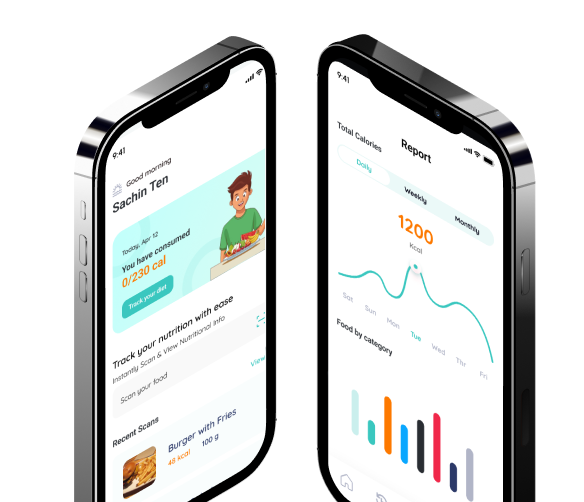 9:41
Good morning
Sachin Ten
Today, Apr 12
You have consumed
0/230 cal
Track your diet
Track your nutrition with ease
Instantly Scan & View Nutritional Info
Scan your food
View
Recent Scans
Burger with Fries
48 kcal
100 g
9:41
Report
Total Calories
Daily
Weekly
Monthly
1200
Kcal
Sat
Sun
Mon
Tue
Wed
Thr
Fri
Food by category